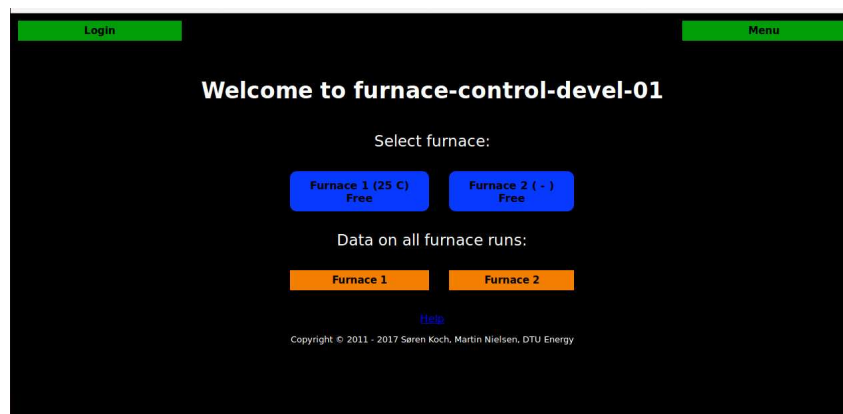 Login
Menu
Welcome to furnace-control-devel-01
Select furnace:
Furnace 1 (25 C)
Free
Furnace 2 ( - )
Free
Data on all furnace runs:
Furnace 1
Furnace 2
Help
Copyright © 2011 - 2017 Søren Koch, Martin Nielsen, DTU Energy